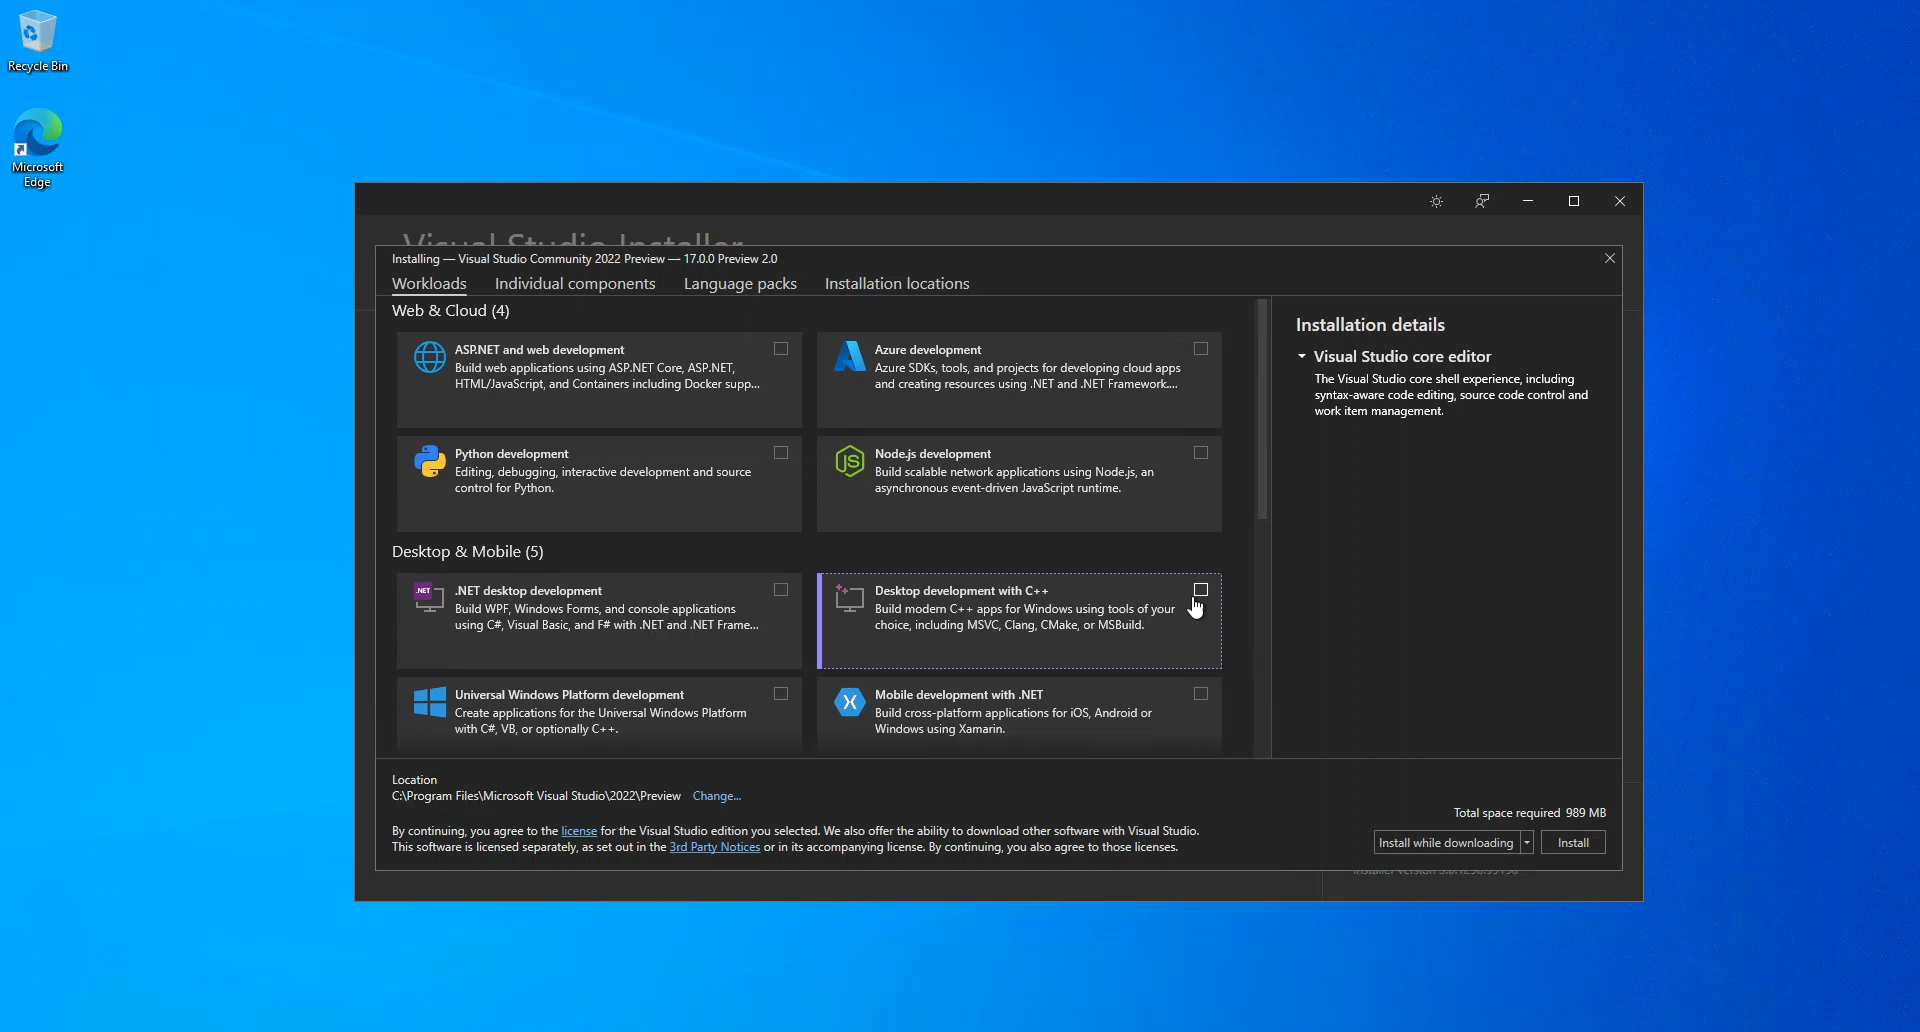 Recycle Bin
Microsoft
Edge
Visual Studio Installer
Installing — Visual Studio Community 2022 Preview — 17.0.0 Preview 2.0
Workloads
Individual components
Language packs
Installation locations
Web & Cloud (4)
ASP.NET and web development
Build web applications using ASP.NET Core, ASP.NET,
HTML/JavaScript, and Containers including Docker supp...
Azure development
Azure SDKs, tools, and projects for developing cloud apps
and creating resources using .NET and .NET Framework....
Python development
Editing, debugging, interactive development and source
control for Python.
JS
Node.js development
Build scalable network applications using Node.js, an
asynchronous event-driven JavaScript runtime.
Desktop & Mobile (5)
.NET
.NET desktop development
Build WPF, Windows Forms, and console applications
using C#, Visual Basic, and F# with .NET and .NET Frame...
Desktop development with C++
Build modern C++ apps for Windows using tools of your
choice, including MSVC, Clang, CMake, or MSBuild.
Universal Windows Platform development
Create applications for the Universal Windows Platform
with C#, VB, or optionally C++.
Mobile development with .NET
Build cross-platform applications for iOS, Android or
Windows using Xamarin.
Installation details
Visual Studio core editor
The Visual Studio core shell experience, including
syntax-aware code editing, source code control and
work item management.
Location
C:\Program Files\Microsoft Visual Studio\2022\Preview Change...
By continuing, you agree to the license for the Visual Studio edition you selected. We also offer the ability to download other software with Visual Studio.
This software is licensed separately, as set out in the 3rd Party Notices or in its accompanying license. By continuing, you also agree to those licenses.
Total space required 989 MB
Install while downloading
Install